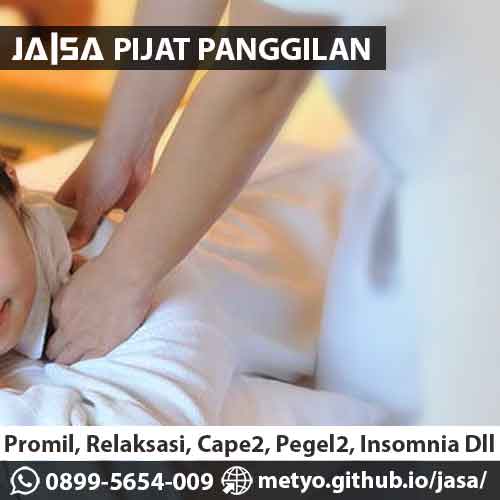 JA|SA PIJAT PANGGILAN
Promil, Relaksasi, Cape2, Pegel2, Insomnia Dll
0899-5654-009 metyo.github.io/jasa/